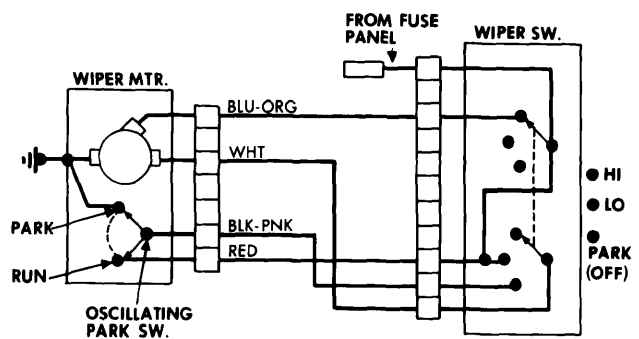 FROM FUSE
PANEL
WIPER SW.
WIPER MTR.
BLU-ORG
WHT
HI
LO
PARK
BLK-PNK
PARK
(OFF)
RED
RUN
OSCILLATING
PARK SW.